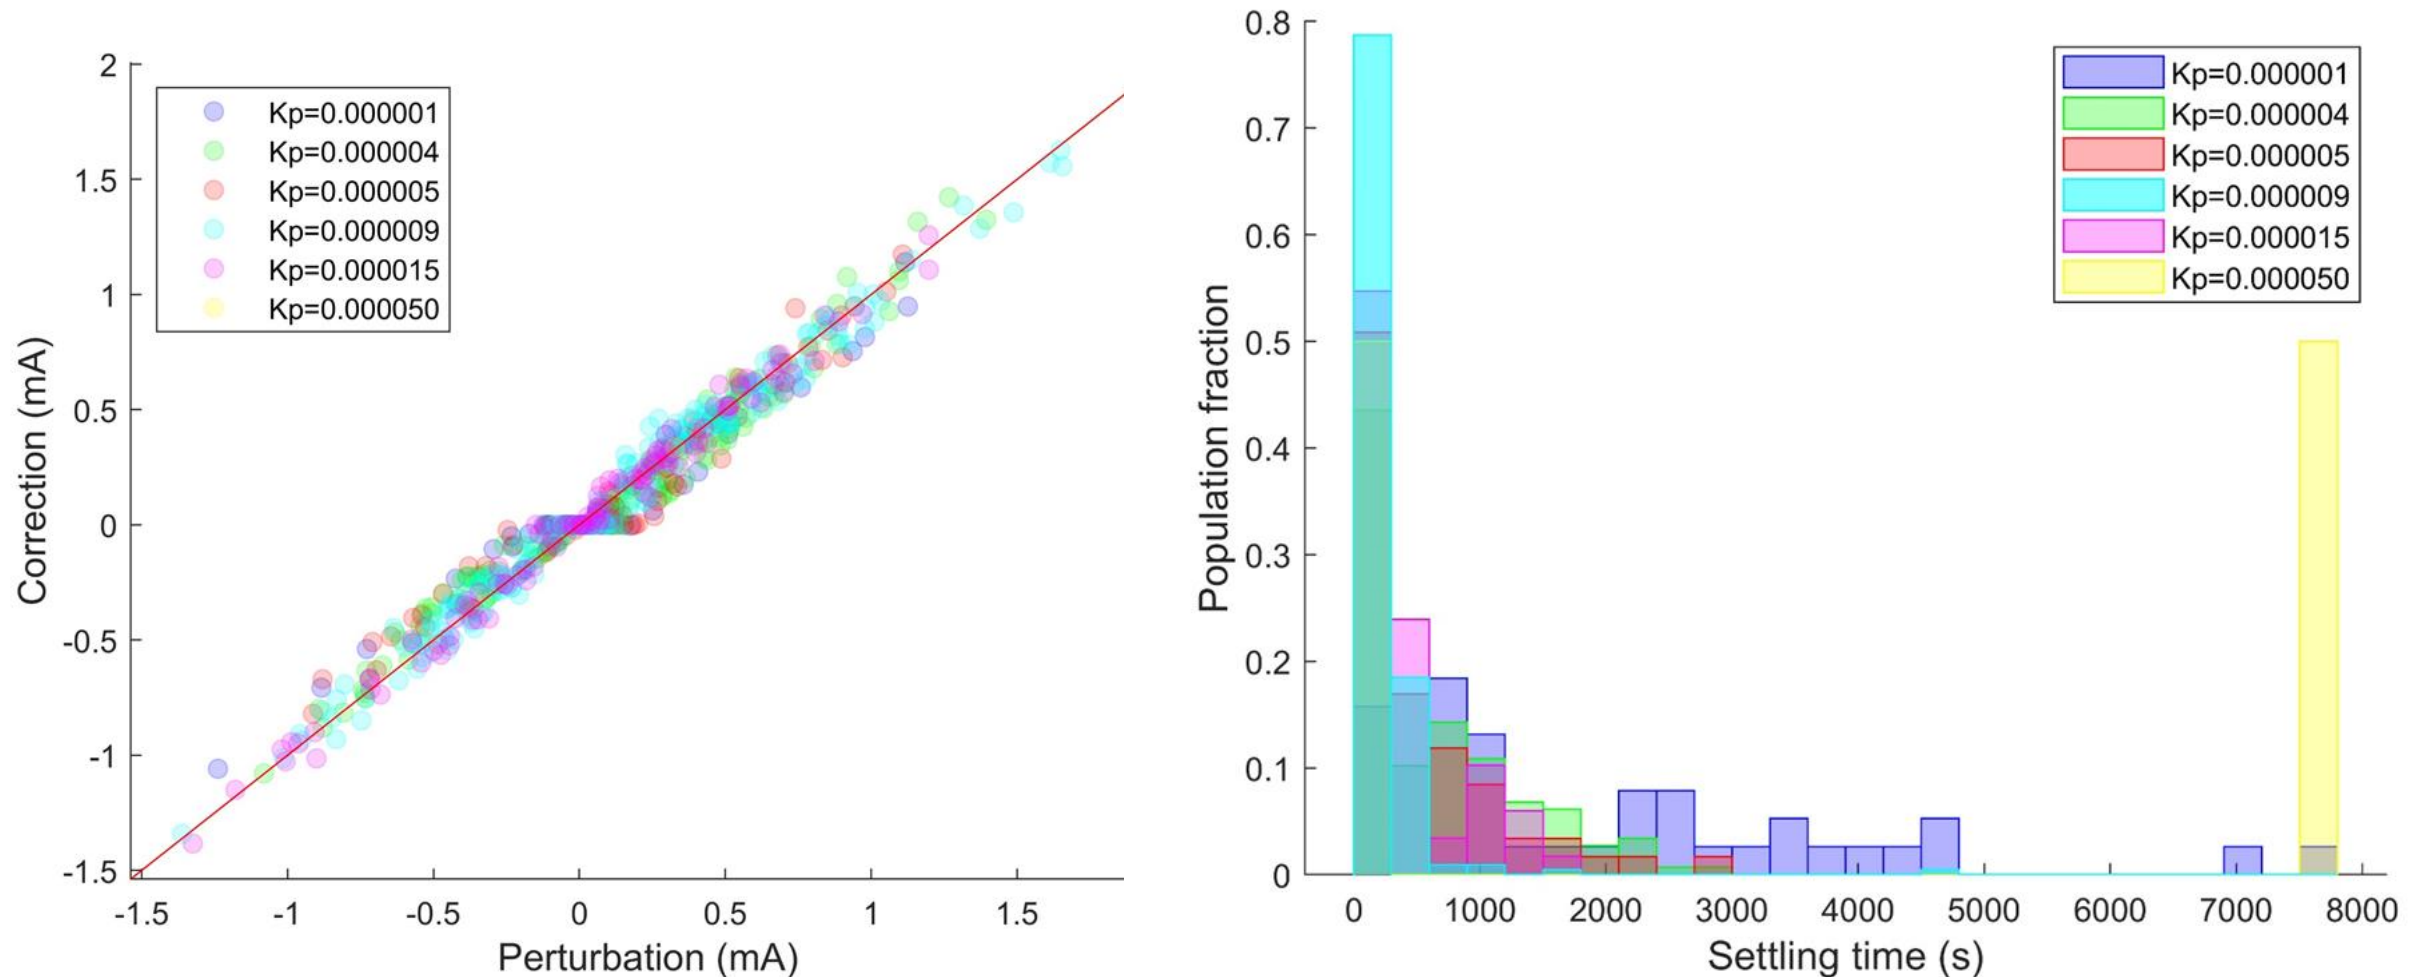 2
1.5
1
0.5
0
-0.5
-1
-1.5
Correction (mA)
Kp=0.000001
Kp=0.000004
Kp=0.000005
Kp=0.000009
Kp=0.000015
Kp=0.000050
-1.5 -1 -0.5 0 0.5 1 1.5
Perturbation (mA)
0.8
0.7
0.6
0.5
0.4
0.3
0.2
0.1
0
Population fraction
Kp=0.000001
Kp=0.000004
Kp=0.000005
Kp=0.000009
Kp=0.000015
Kp=0.000050
0 1000 2000 3000 4000 5000 6000 7000 8000
Settling time (s)